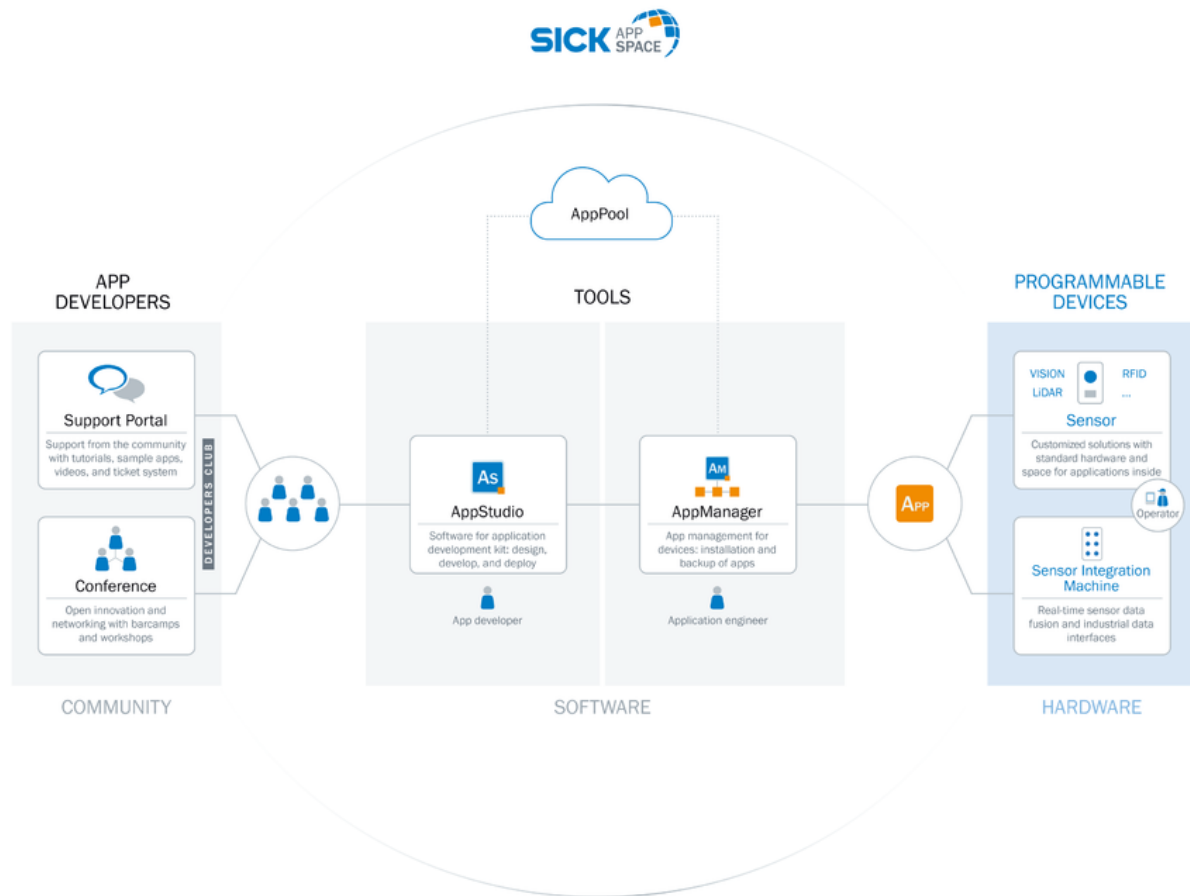 SICK APP
SPACE
AppPool
APP
DEVELOPERS
TOOLS
PROGRAMMABLE
DEVICES
Support Portal
Support from the community
with tutorials, sample apps,
videos, and ticket system
Conference
Open innovation and
networking with barcamps
and workshops
DEVELOPERS CLUB
As
AppStudio
Software for application
development kit: design,
develop, and deploy
App developer
AM
AppManager
App management for
devices: installation and
backup of apps
Application engineer
APP
VISION
RFID
LiDAR
...
Sensor
Customized solutions with
standard hardware and
space for applications inside
Operator
Sensor Integration
Machine
Real-time sensor data
fusion and industrial data
interfaces
COMMUNITY
SOFTWARE
HARDWARE